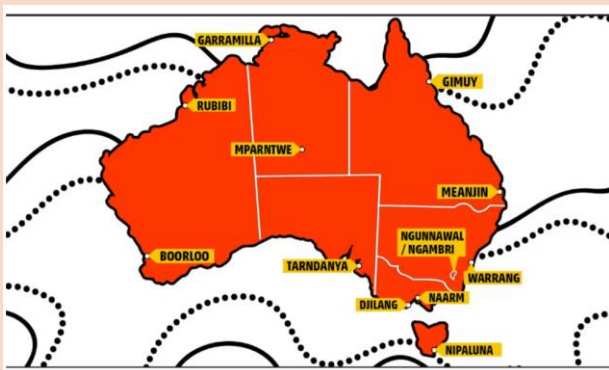 GARRAMILLA
GIMUY
RUBIBI
MPARNTWE
MEANJIN
NGUNNAWAL
/ NGAMBRI
BOORLOO
TARNDANYA
WARRANG
DJILANG
NAARM
NIPALUNA